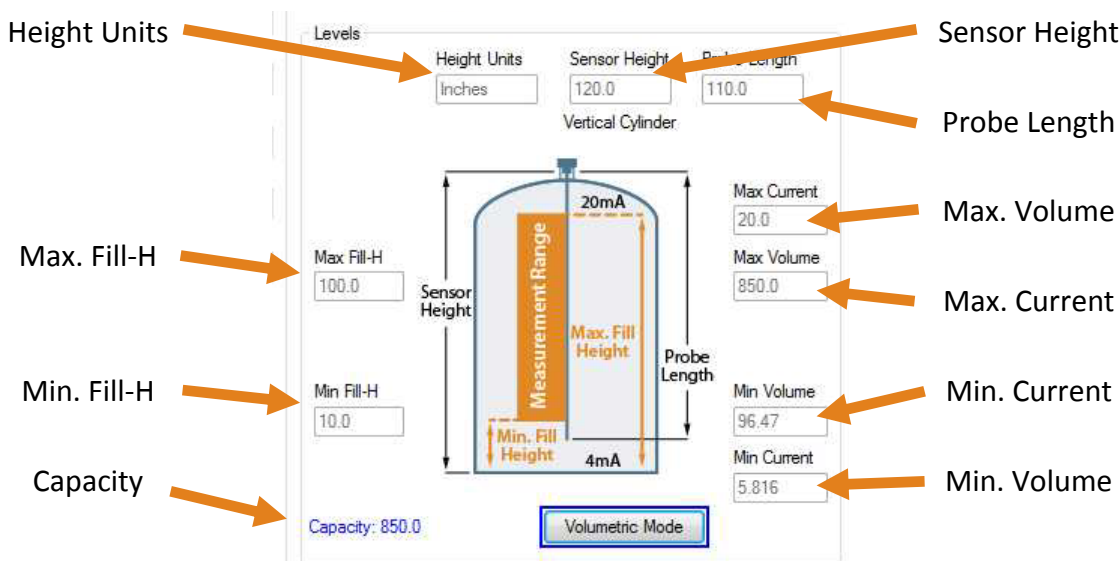 Height Units
Sensor Height
Probe Length
Max. Volume
Max. Current
Min. Current
Min. Volume
Max. Fill-H
Min. Fill-H
Capacity
Levels
Height Units
Inches
Sensor Height
120.0
Probe Length
110.0
Vertical Cylinder
Max Fill-H
100.0
Min Fill-H
10.0
Sensor
Height
20mA
Measurement Range
Max. Fill
Height
Probe
Length
Min. Fill
Height
4mA
Max Current
20.0
Max Volume
850.0
Min Volume
96.47
Min Current
5.816
Capacity: 850.0
Volumetric Mode